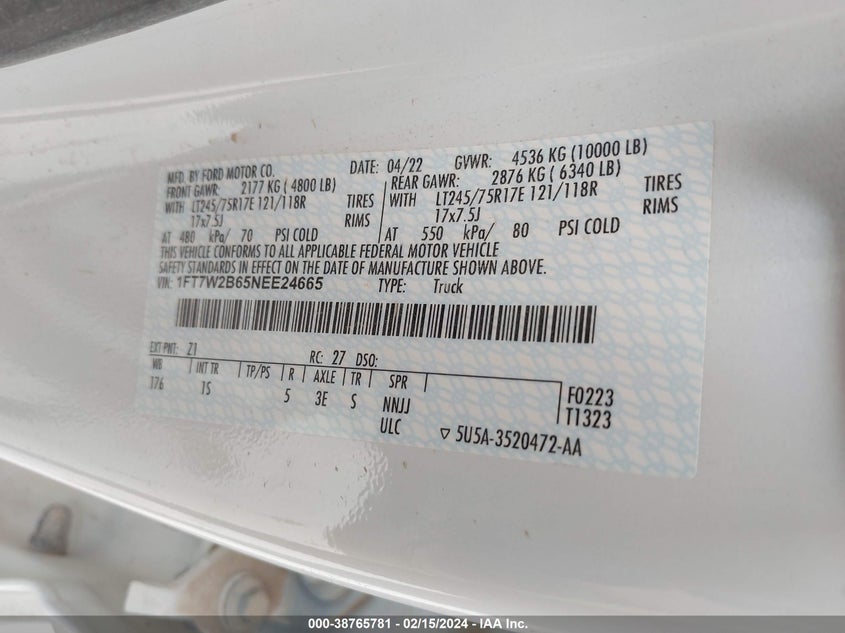 MFD. BY FORD MOTOR CO. DATE: 04/22 GVWR: 4536 KG (10000 LB)
FRONT GAWR: 2177 KG ( 4800 LB) REAR GAWR: 2876 KG ( 6340 LB)
WITH LT245/75R17E 121/118R TIRES WITH LT245/75R17E 121/118R TIRES
17x7.5J RIMS 17x7.5J RIMS
AT 480 kPa/ 70 PSI COLD AT 550 kPa/ 80 PSI COLD
THIS VEHICLE CONFORMS TO ALL APPLICABLE FEDERAL MOTOR VEHICLE
SAFETY STANDARDS IN EFFECT ON THE DATE OF MANUFACTURE SHOWN ABOVE.
VIN: 1FT7W2B65NEE24665 TYPE: Truck
EXT PNT: Z1 RC: 27 DSO:
WB INT TR TP/PS R AXLE TR SPR
176 1S 5 3E S NNJJ
ULC
F0223
T1323
5U5A-3520472-AA
000-38765781 - 02/15/2024 - IAA Inc.